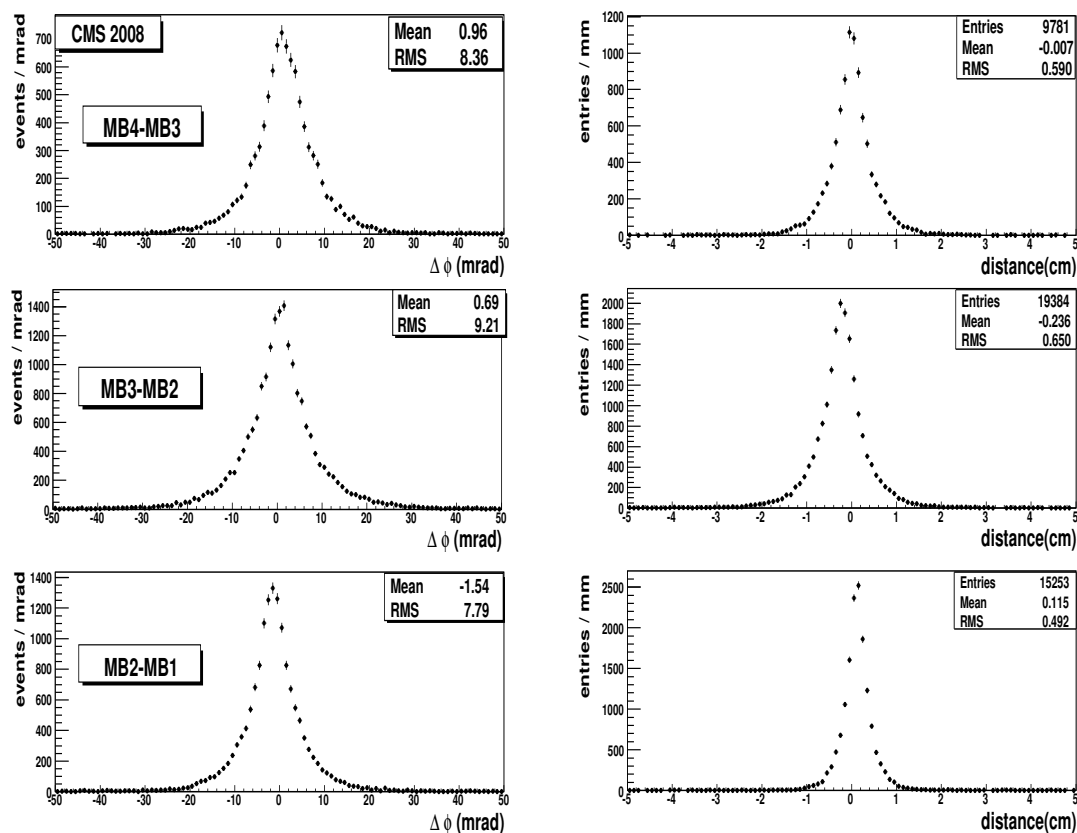 CMS 2008
Mean 0.96
RMS 8.36
MB4-MB3
events / mrad
0 100 200 300 400 500 600 700
-50 -40 -30 -20 -10 0 10 20 30 40 50
Δ ϕ (mrad)
Entries 9781
Mean -0.007
RMS 0.590
entries / mm
0 200 400 600 800 1000 1200
-5 -4 -3 -2 -1 0 1 2 3 4 5
distance(cm)
Mean 0.69
RMS 9.21
MB3-MB2
events / mrad
0 200 400 600 800 1000 1200 1400
-50 -40 -30 -20 -10 0 10 20 30 40 50
Δ ϕ (mrad)
Entries 19384
Mean -0.236
RMS 0.650
entries / mm
0 200 400 600 800 1000 1200 1400 1600 1800 2000
-5 -4 -3 -2 -1 0 1 2 3 4 5
distance(cm)
Mean -1.54
RMS 7.79
MB2-MB1
events / mrad
0 200 400 600 800 1000 1200 1400
-50 -40 -30 -20 -10 0 10 20 30 40 50
Δ ϕ (mrad)
Entries 15253
Mean 0.115
RMS 0.492
entries / mm
0 500 1000 1500 2000 2500
-5 -4 -3 -2 -1 0 1 2 3 4 5
distance(cm)